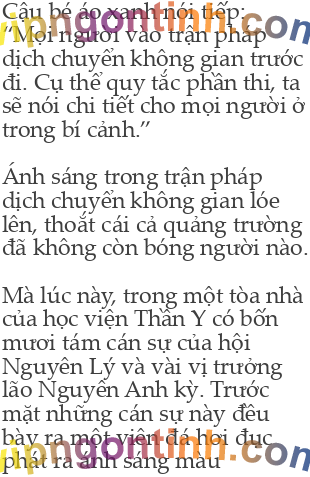 Cậu bé áo xanh nói tiếp:
“Mọi người vào trận pháp
dịch chuyển không gian trước
đi. Cụ thể quy tắc phần thi, ta
sẽ nói chi tiết cho mọi người ở
trong bí cảnh.”
Ánh sáng trong trận pháp
dịch chuyển không gian lóe
lên, thoắt cái cả quảng trường
đã không còn bóng người nào.
Mà lúc này, trong một tòa nhà
của học viện Thần Y có bốn
mươi tám cán sự của hội
Nguyên Lý và vài vị trưởng
lão Nguyên Anh kỳ. Trước
mặt những cán sự này đều
bày ra một viên đá hơi đục
phát ra ánh sáng màu
vipngontinh.com
vipngontinh.com